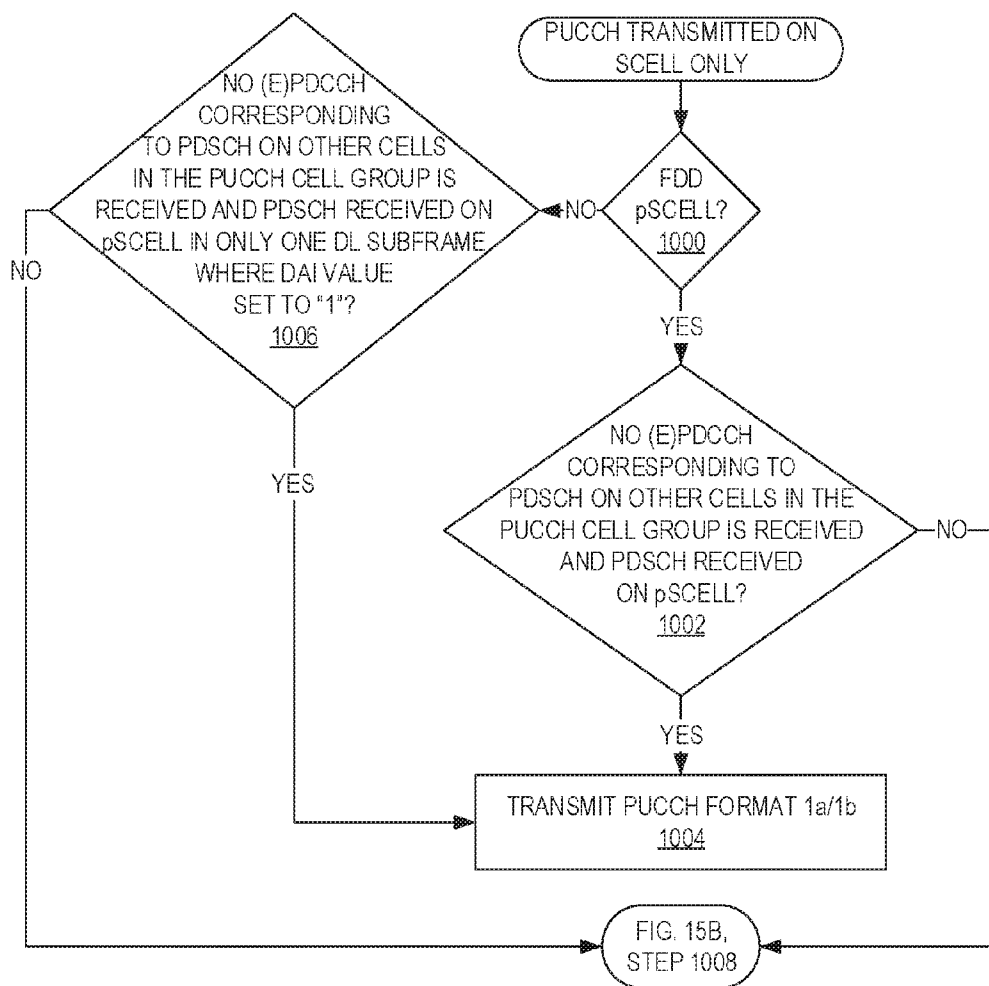 PUCCH TRANSMITTED ON
SCELL ONLY
FDD
pSCELL?
1000
NO
YES
NO (E)PDCCH
CORRESPONDING
TO PDSCH ON OTHER CELLS
IN THE PUCCH CELL GROUP IS
RECEIVED AND PDSCH RECEIVED ON
pSCELL IN ONLY ONE DL SUBFRAME
WHERE DAI VALUE
SET TO "1"?
1006
NO
YES
NO (E)PDCCH
CORRESPONDING TO
PDSCH ON OTHER CELLS IN THE
PUCCH CELL GROUP IS RECEIVED
AND PDSCH RECEIVED
ON pSCELL?
1002
NO
YES
TRANSMIT PUCCH FORMAT 1a/1b
1004
FIG. 15B,
STEP 1008